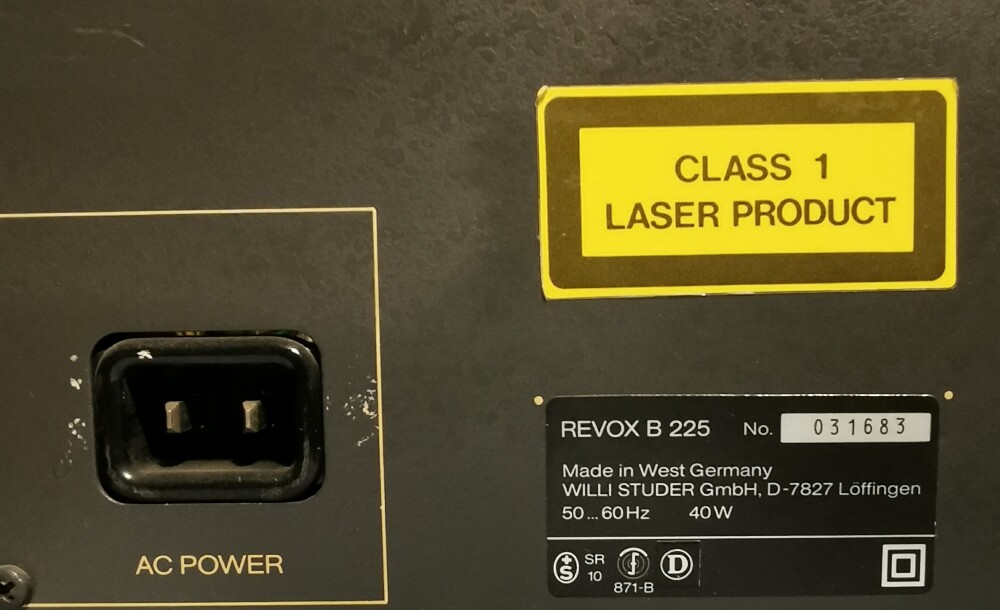 CLASS 1
LASER PRODUCT
REVOX B 225 No. 031683
Made in West Germany
WILLI STUDER GmbH, D-7827 Löffingen
50...60Hz 40W
AC POWER
+S SR 10 871-B D